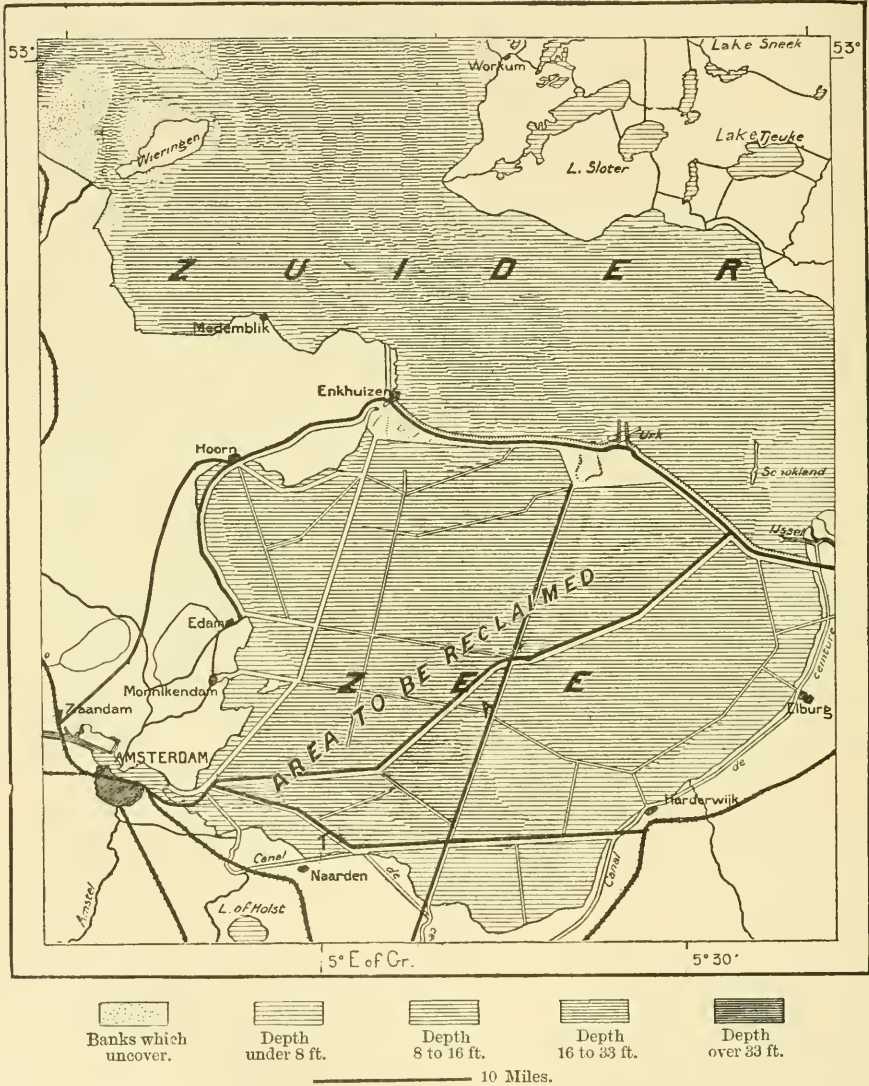 53°
53°
Lake Sneek
Workum
Wieringen
Lake Tjeuke
L. Sloter
Z U I D E R
Medemblik
Enkhuizen
Urk
Hoorn
Schokland
IJssel
AREA TO BE RECLAIMED
Edam
Z E E
Monnikendam
ceinture
A
Zaandam
Elburg
AMSTERDAM
de
Harderwijk
T
Canal
de
Canal
Naarden
Amstel
L. of Holst
5° E of Gr.
5° 30'
Banks which
uncover.
Depth
under 8 ft.
Depth
8 to 16 ft.
Depth
16 to 33 ft.
Depth
over 33 ft.
10 Miles.